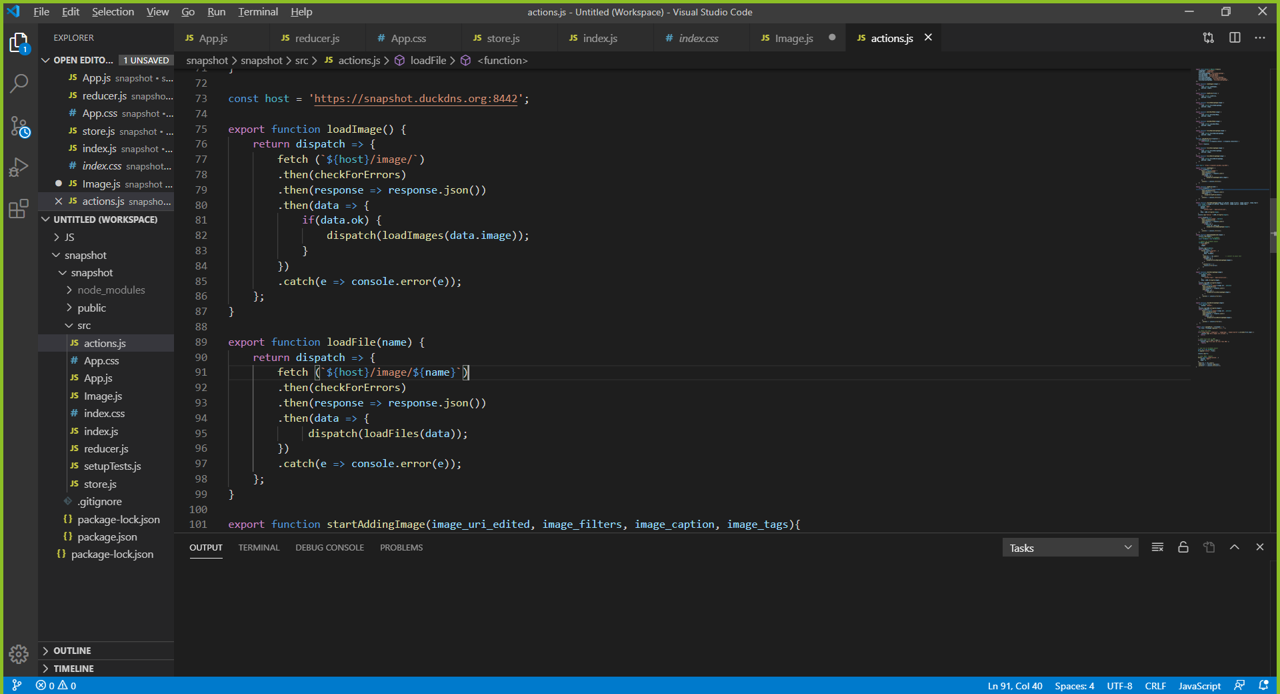 File Edit Selection View Go Run Terminal Help actions.js - Untitled (Workspace) - Visual Studio Code
EXPLORER
OPEN EDITO... 1 UNSAVED
JS App.js snapshot • s...
JS reducer.js snapsho...
# App.css snapshot •...
JS store.js snapshot •...
JS index.js snapshot •...
# index.css snapshot...
JS Image.js snapshot ...
JS actions.js snapsho...
UNTITLED (WORKSPACE)
JS
snapshot
snapshot
node_modules
public
src
JS actions.js
# App.css
JS App.js
JS Image.js
# index.css
JS index.js
JS reducer.js
JS setupTests.js
JS store.js
.gitignore
{} package-lock.json
{} package.json
{} package-lock.json
OUTLINE
TIMELINE
JS App.js JS reducer.js # App.css JS store.js JS index.js # index.css JS Image.js JS actions.js
snapshot > snapshot > src > JS actions.js > loadFile > <function>
71 }
72
73 const host = 'https://snapshot.duckdns.org:8442';
74
75 export function loadImage() {
76 return dispatch => {
77 fetch (`${host}/image/`)
78 .then(checkForErrors)
79 .then(response => response.json())
80 .then(data => {
81 if(data.ok) {
82 dispatch(loadImages(data.image));
83 }
84 })
85 .catch(e => console.error(e));
86 };
87 }
88
89 export function loadFile(name) {
90 return dispatch => {
91 fetch (`${host}/image/${name}`)
92 .then(checkForErrors)
93 .then(response => response.json())
94 .then(data => {
95 dispatch(loadFiles(data));
96 })
97 .catch(e => console.error(e));
98 };
99 }
100
101 export function startAddingImage(image_uri_edited, image_filters, image_caption, image_tags){
OUTPUT TERMINAL DEBUG CONSOLE PROBLEMS Tasks
0 0 Ln 91, Col 40 Spaces: 4 UTF-8 CRLF JavaScript
1